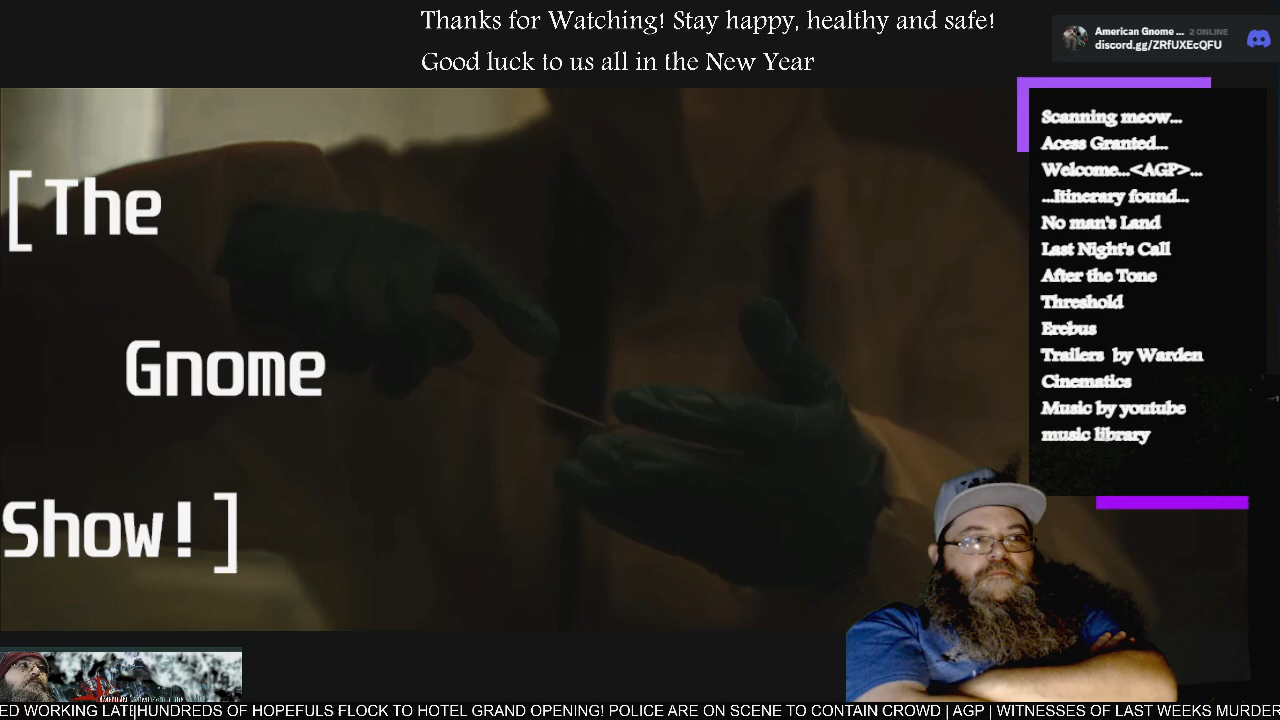 Thanks for Watching! Stay happy, healthy and safe!
Good luck to us all in the New Year
American Gnome ... 2 ONLINE
discord.gg/ZRfUXEcQFU
[The
Gnome
Show!]
Scanning meow...
Acess Granted...
Welcome...<AGP>...
...Itinerary found...
No man's Land
Last Night's Call
After the Tone
Threshold
Erebus
Trailers by Warden
Cinematics
Music by youtube
music library
ED WORKING LAT|HUNDREDS OF HOPEFULS FLOCK TO HOTEL GRAND OPENING! POLICE ARE ON SCENE TO CONTAIN CROWD | AGP | WITNESSES OF LAST WEEKS MURDER